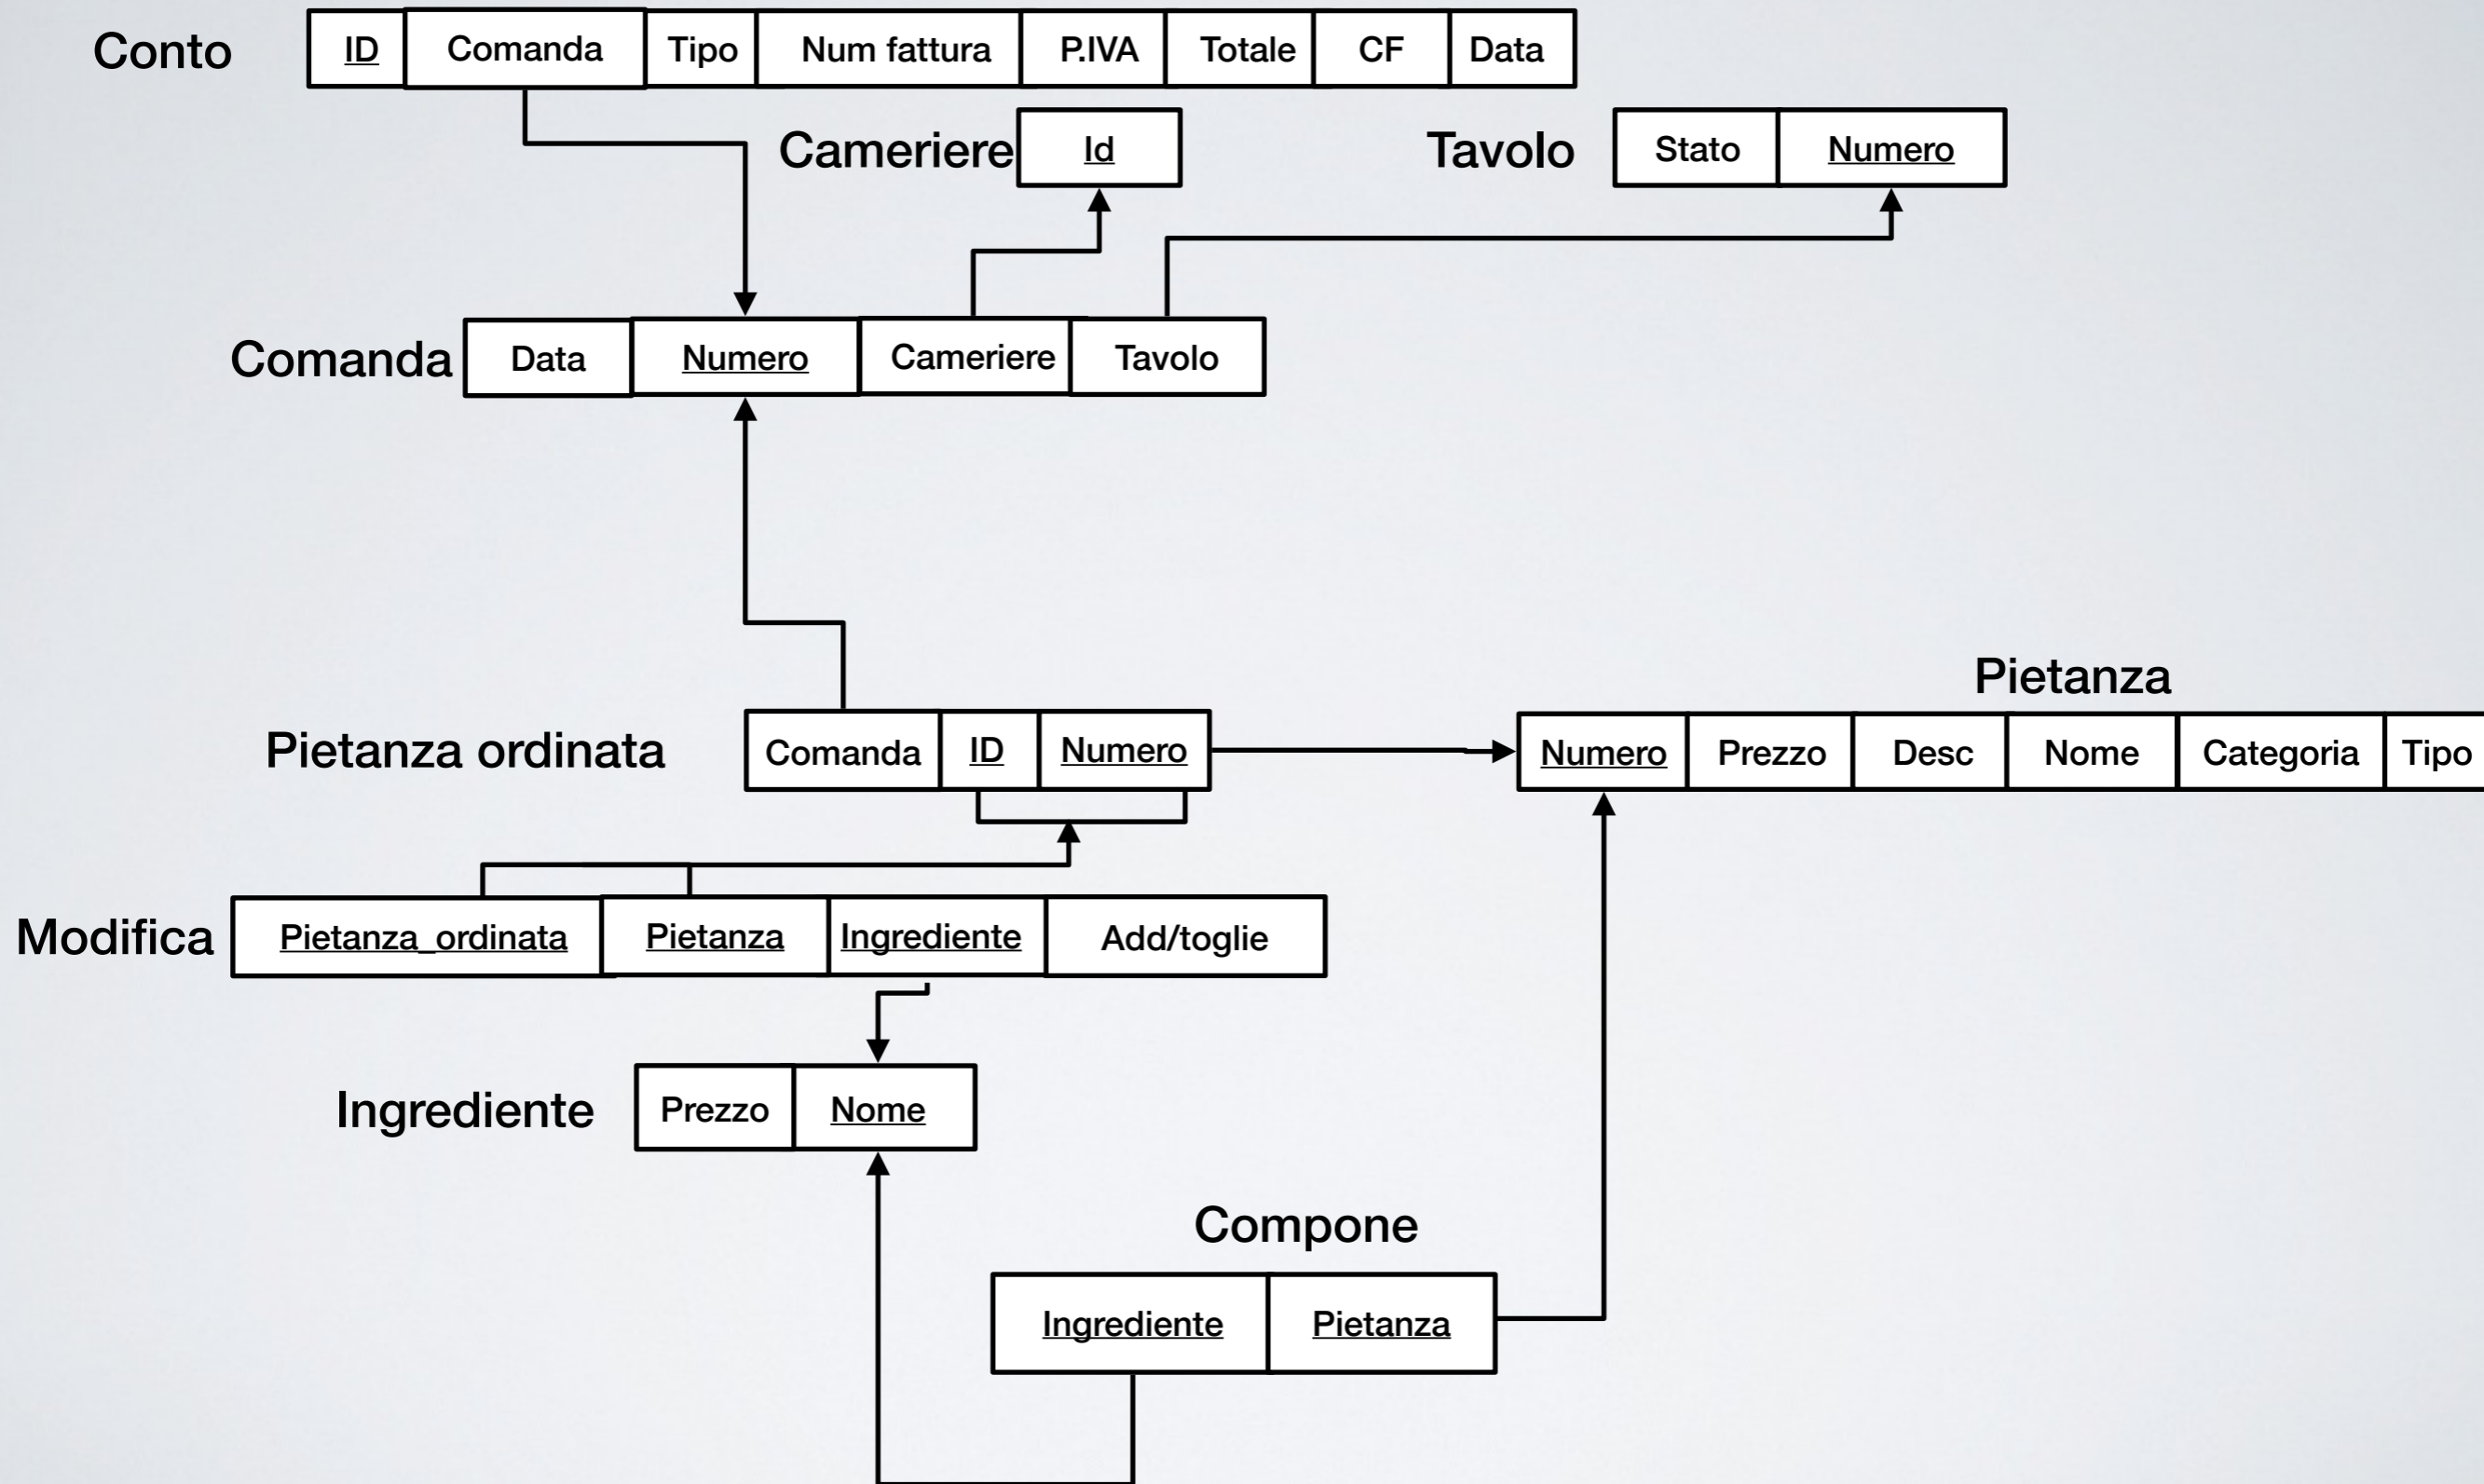 Conto ID Comanda Tipo Num fattura P.IVA Totale CF Data
Cameriere Id Tavolo Stato Numero
Comanda Data Numero Cameriere Tavolo
Pietanza
Pietanza ordinata Comanda ID Numero Numero Prezzo Desc Nome Categoria Tipo
Modifica Pietanza_ordinata Pietanza Ingrediente Add/toglie
Ingrediente Prezzo Nome
Compone
Ingrediente Pietanza